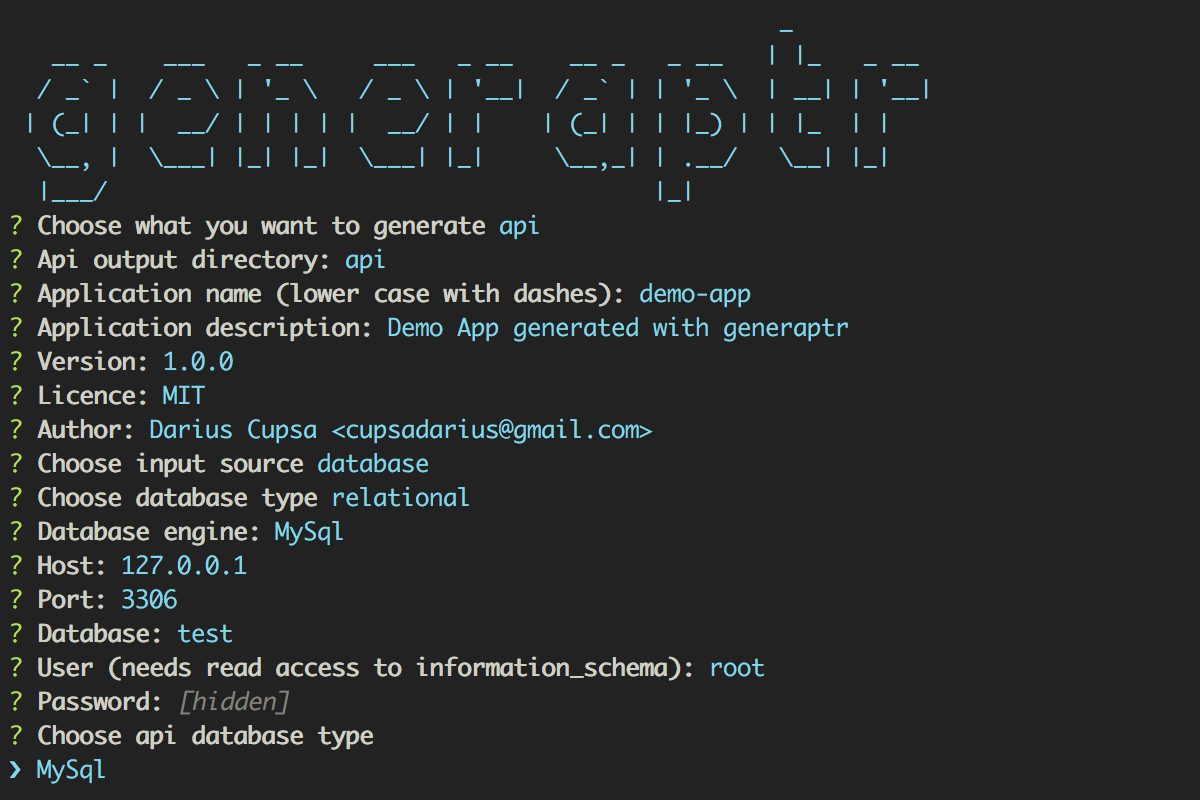 generaptr
? Choose what you want to generate api
? Api output directory: api
? Application name (lower case with dashes): demo-app
? Application description: Demo App generated with generaptr
? Version: 1.0.0
? Licence: MIT
? Author: Darius Cupsa <cupsadarius@gmail.com>
? Choose input source database
? Choose database type relational
? Database engine: MySql
? Host: 127.0.0.1
? Port: 3306
? Database: test
? User (needs read access to information_schema): root
? Password: [hidden]
? Choose api database type
❯ MySql